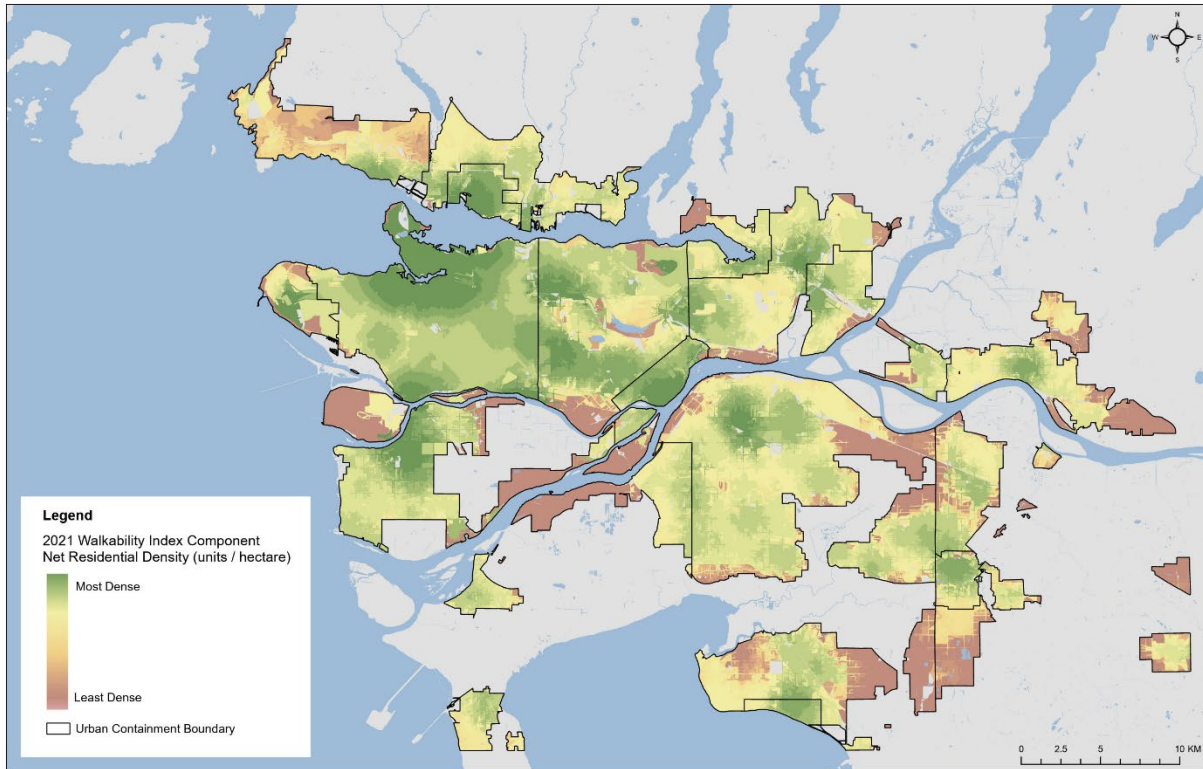 N
W E
S
Legend
2021 Walkability Index Component
Net Residential Density (units / hectare)
Most Dense
Least Dense
Urban Containment Boundary
0 2.5 5 10 KM